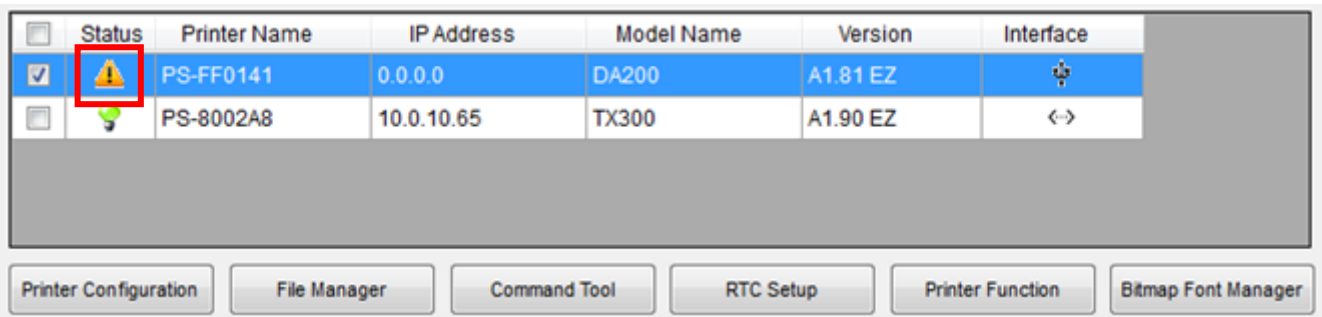 Status Printer Name IP Address Model Name Version Interface
PS-FF0141 0.0.0.0 DA200 A1.81 EZ
PS-8002A8 10.0.10.65 TX300 A1.90 EZ
Printer Configuration File Manager Command Tool RTC Setup Printer Function Bitmap Font Manager